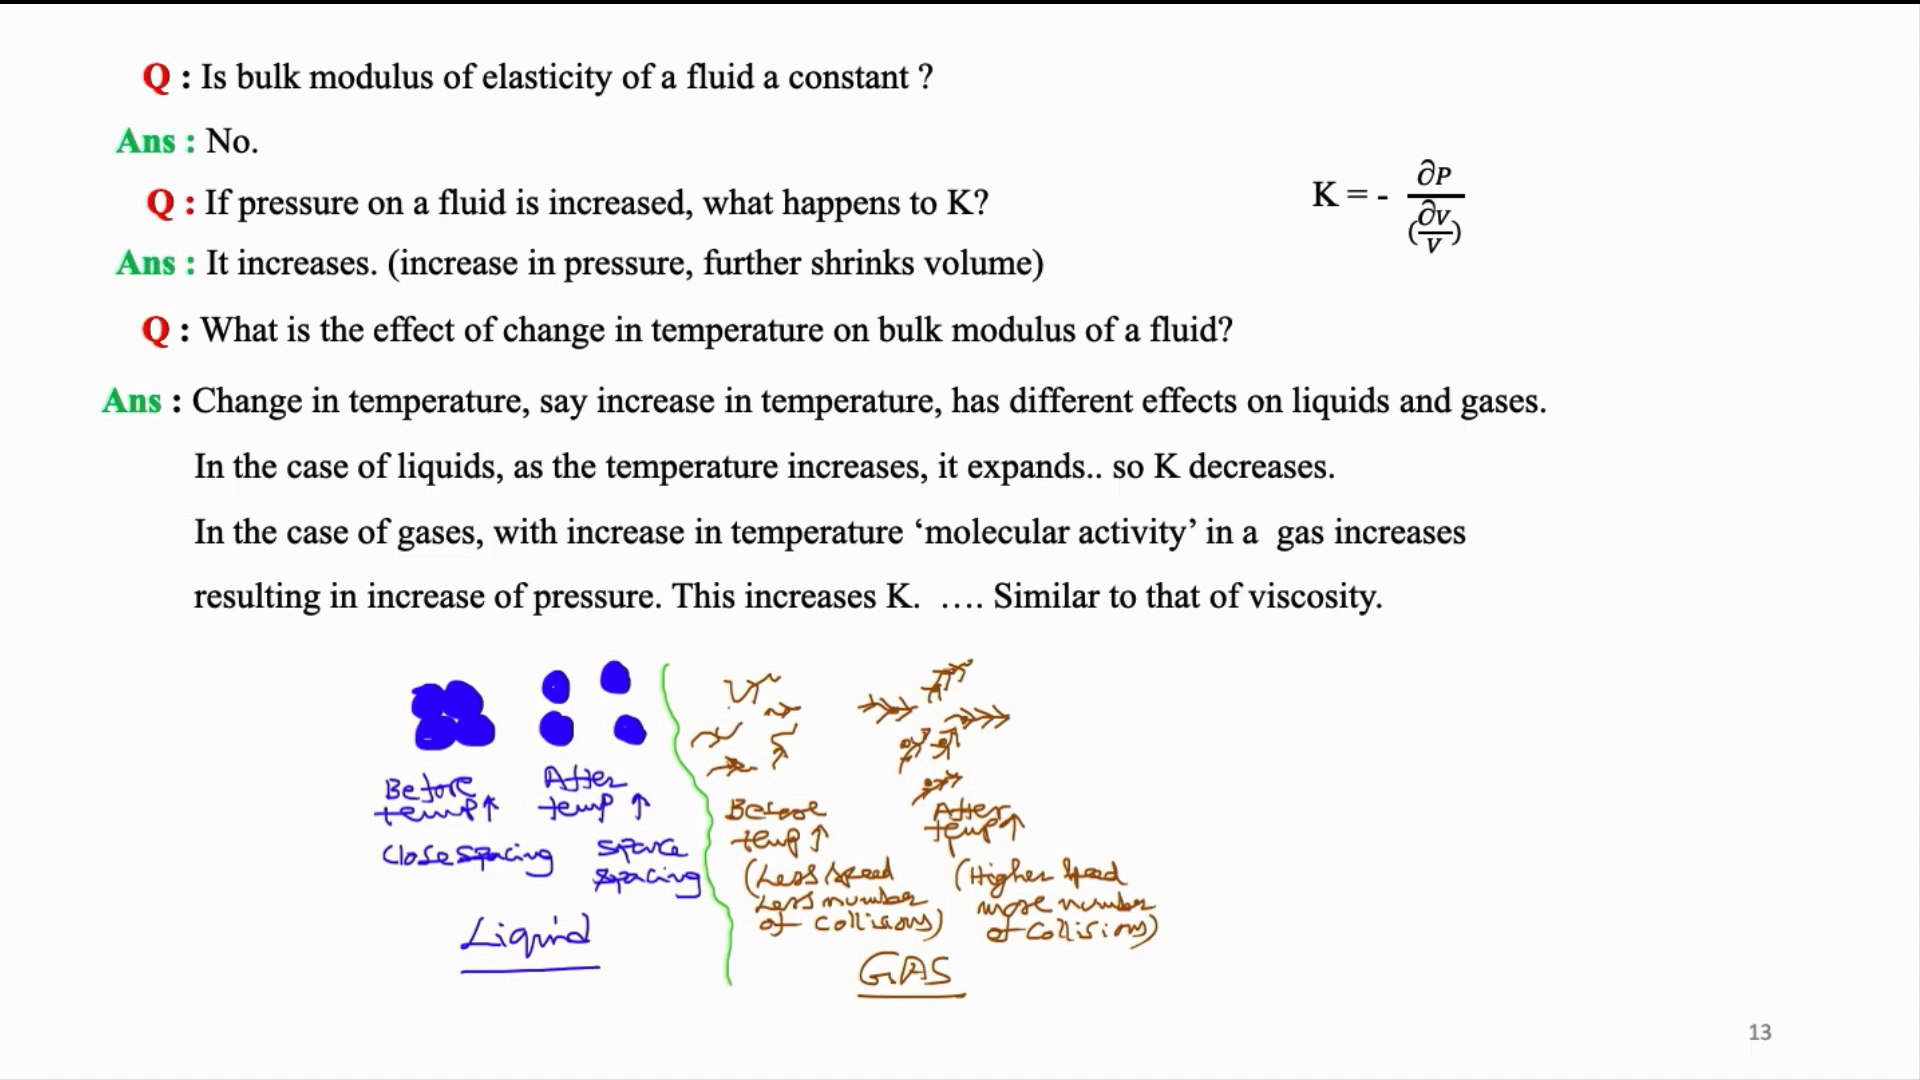 Q : Is bulk modulus of elasticity of a fluid a constant ?
Ans : No.
Q : If pressure on a fluid is increased, what happens to K?
K = - ∂P / (∂V/V)
Ans : It increases. (increase in pressure, further shrinks volume)
Q : What is the effect of change in temperature on bulk modulus of a fluid?
Ans : Change in temperature, say increase in temperature, has different effects on liquids and gases.
In the case of liquids, as the temperature increases, it expands.. so K decreases.
In the case of gases, with increase in temperature ‘molecular activity’ in a gas increases
resulting in increase of pressure. This increases K. …. Similar to that of viscosity.
Before
temp ↑
Close spacing
After
temp ↑
sparce
spacing
Liquid
Before
temp ↑
(Less speed
Less number
of collisions)
After
temp ↑
(Higher speed
more number
of collisions)
GAS
13